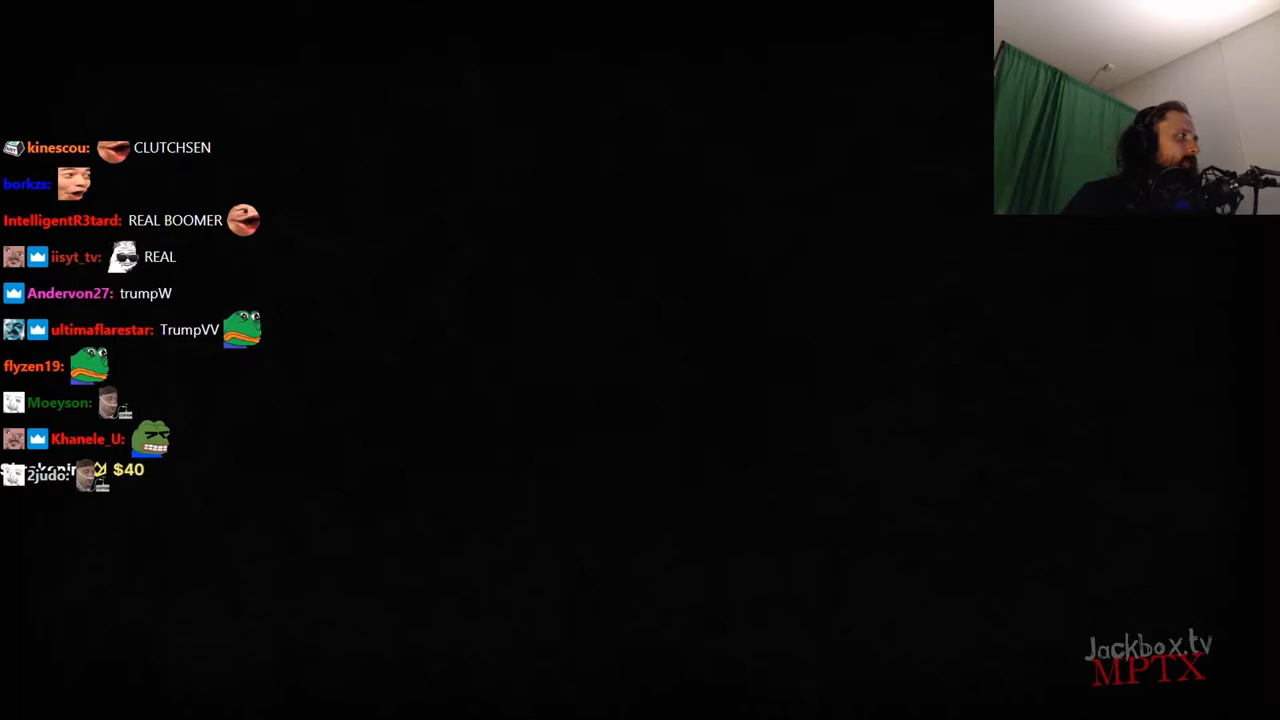 kinescou: CLUTCHSEN
borkzs:
IntelligentR3tard: REAL BOOMER
iisyt_tv: REAL
Andervon27: trumpW
ultimaflarestar: TrumpVV
flyzen19:
Moeyson:
Khanele_U:
$40
2judo:
Jackbox.tv
MPTX